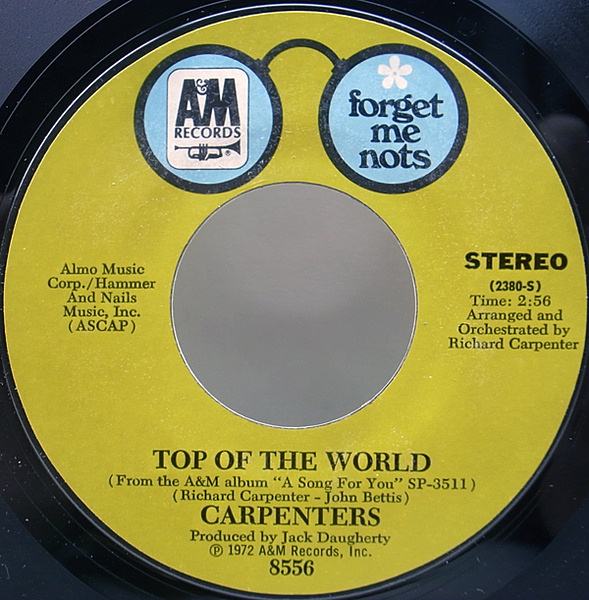 A&M
RECORDS
®
forget
me
nots
Almo Music
Corp./Hammer
And Nails
Music, Inc.
(ASCAP)
STEREO
(2380-S)
Time: 2:56
Arranged and
Orchestrated by
Richard Carpenter
TOP OF THE WORLD
(From the A&M album "A Song For You" SP-3511)
(Richard Carpenter - John Bettis)
CARPENTERS
Produced by Jack Daugherty
℗ 1972 A&M Records, Inc.
8556